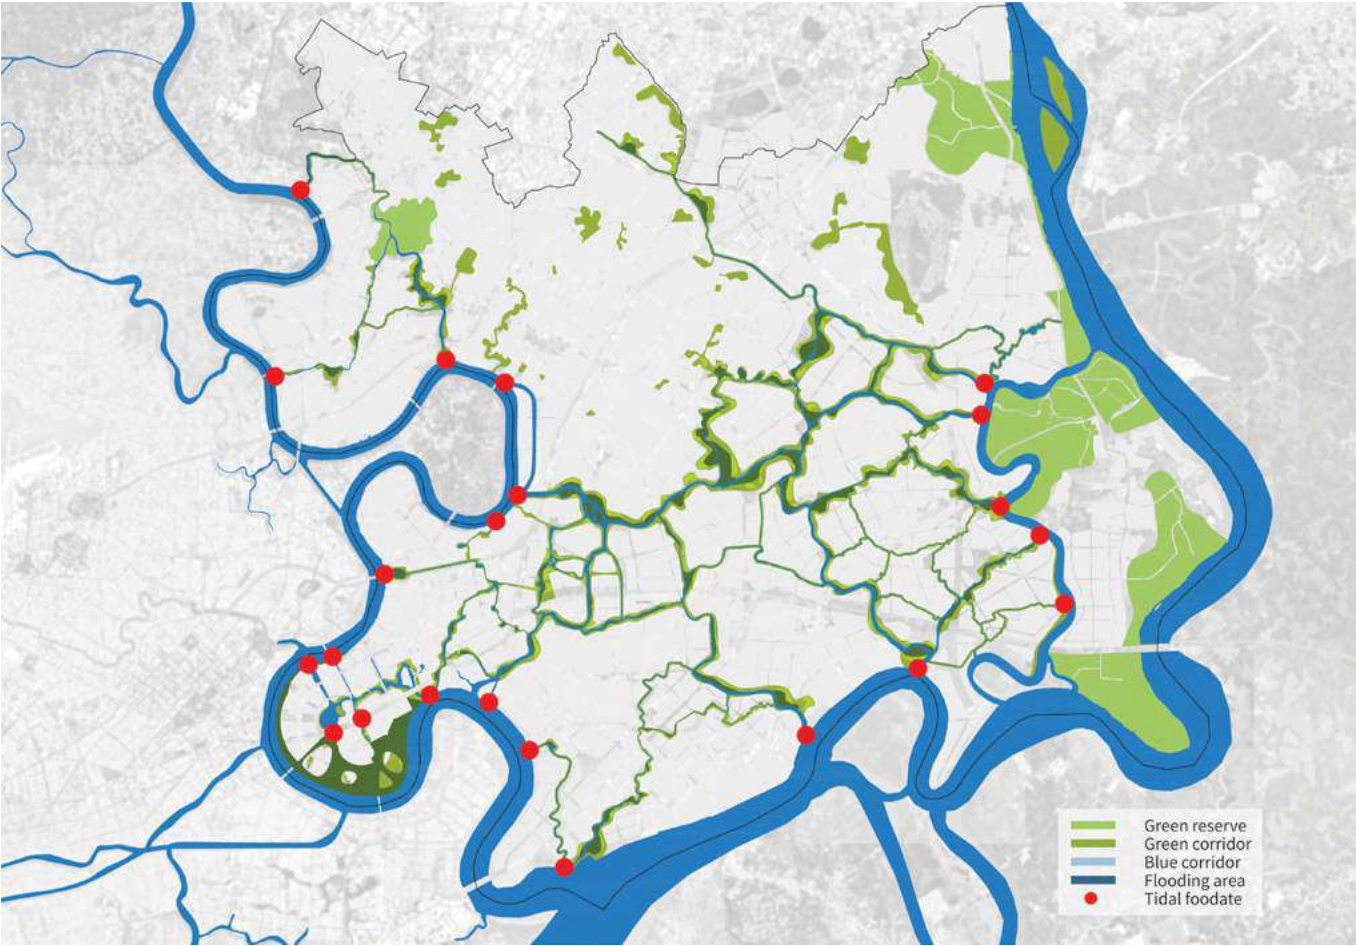 Green reserve
Green corridor
Blue corridor
Flooding area
Tidal foodate